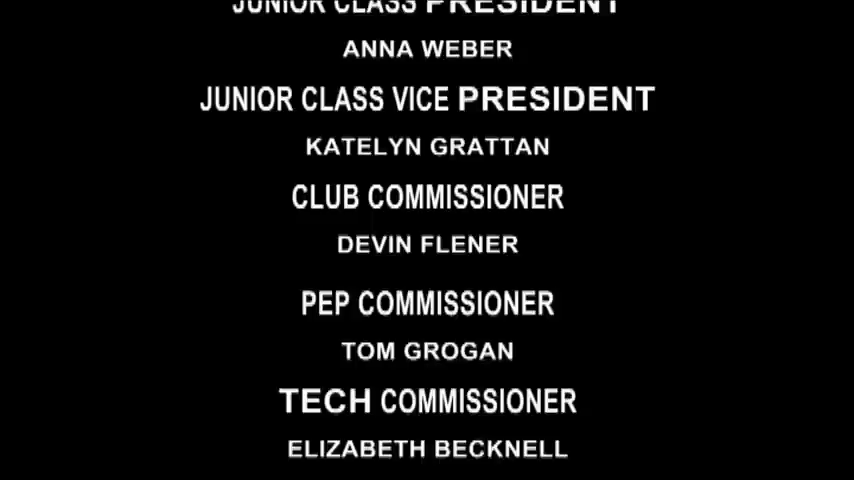 JUNIOR CLASS PRESIDENT
ANNA WEBER
JUNIOR CLASS VICE PRESIDENT
KATELYN GRATTAN
CLUB COMMISSIONER
DEVIN FLENER
PEP COMMISSIONER
TOM GROGAN
TECH COMMISSIONER
ELIZABETH BECKNELL